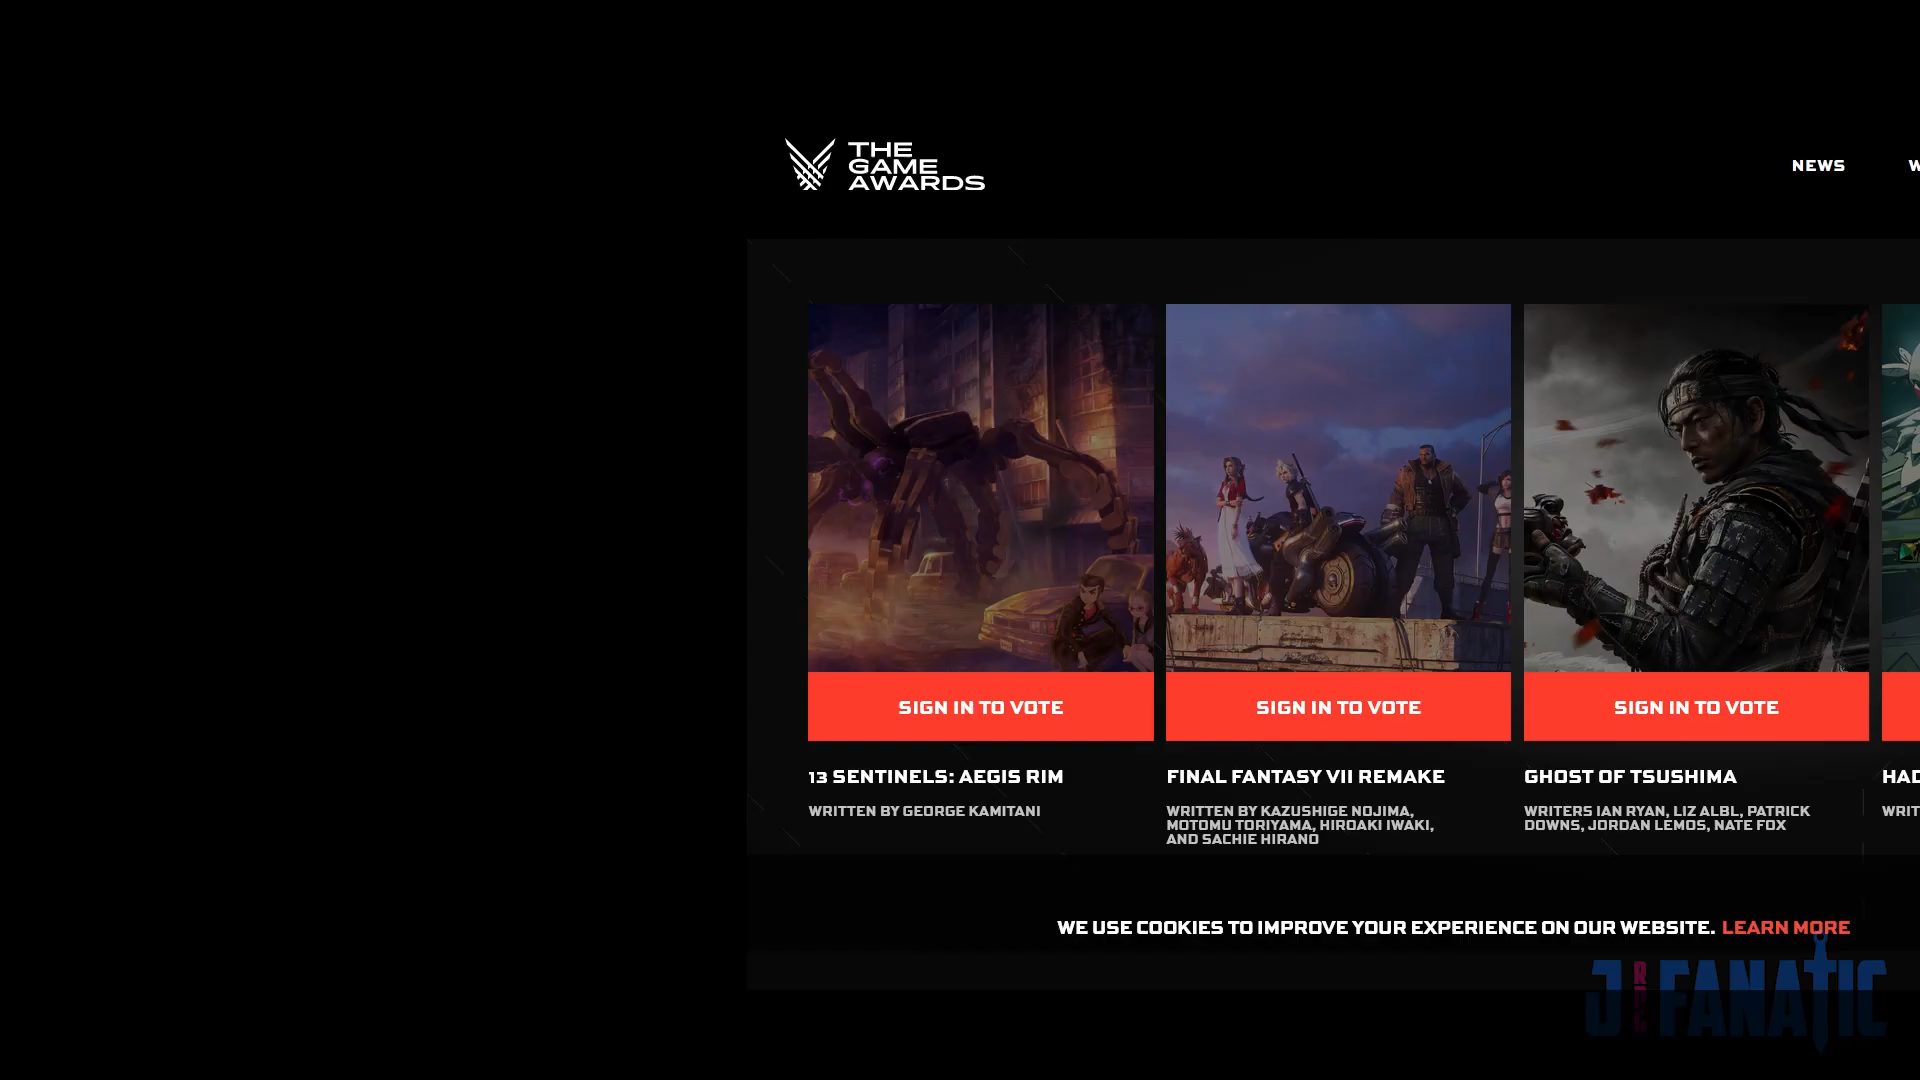 THE
GAME
AWARDS
NEWS
W
SIGN IN TO VOTE
SIGN IN TO VOTE
SIGN IN TO VOTE
13 SENTINELS: AEGIS RIM
WRITTEN BY GEORGE KAMITANI
FINAL FANTASY VII REMAKE
WRITTEN BY KAZUSHIGE NOJIMA,
MOTOMU TORIYAMA, HIROAKI IWAKI,
AND SACHIE HIRANO
GHOST OF TSUSHIMA
WRITERS IAN RYAN, LIZ ALBL, PATRICK
DOWNS, JORDAN LEMOS, NATE FOX
HAD
WRIT
WE USE COOKIES TO IMPROVE YOUR EXPERIENCE ON OUR WEBSITE. LEARN MORE
JRPG FANATIC